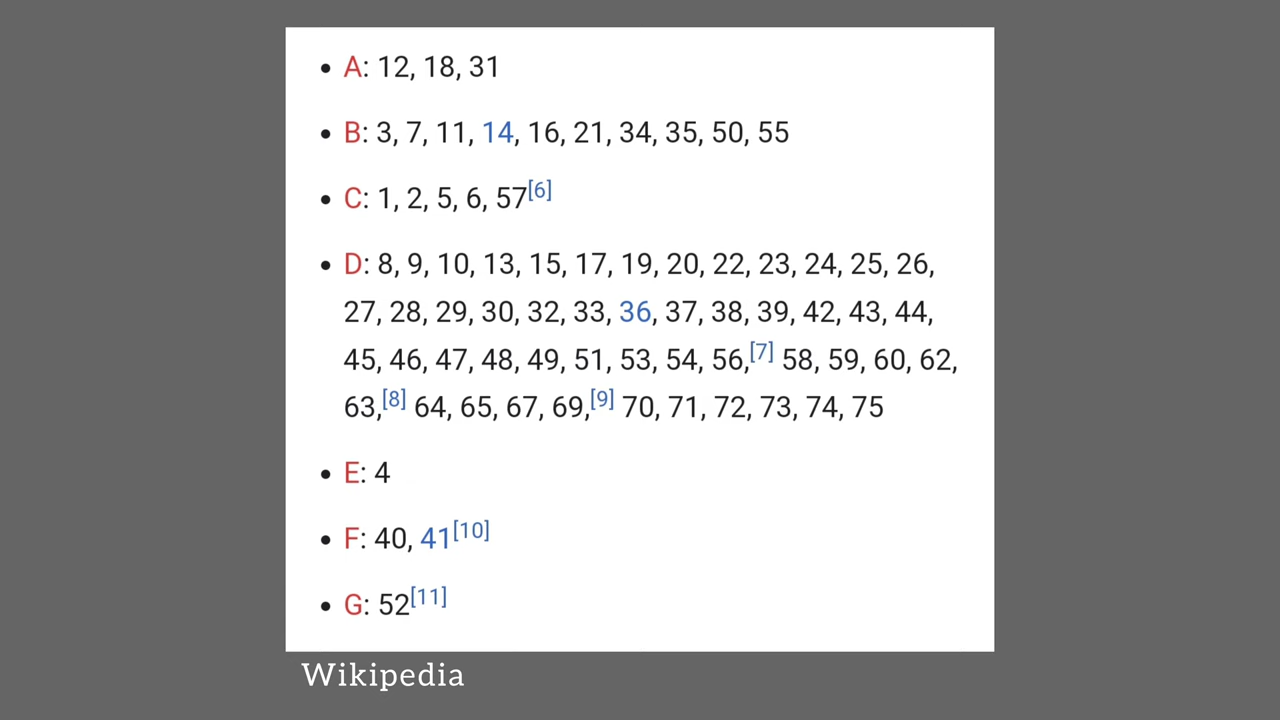 • A: 12, 18, 31
• B: 3, 7, 11, 14, 16, 21, 34, 35, 50, 55
• C: 1, 2, 5, 6, 57[6]
• D: 8, 9, 10, 13, 15, 17, 19, 20, 22, 23, 24, 25, 26,
27, 28, 29, 30, 32, 33, 36, 37, 38, 39, 42, 43, 44,
45, 46, 47, 48, 49, 51, 53, 54, 56,[7] 58, 59, 60, 62,
63,[8] 64, 65, 67, 69,[9] 70, 71, 72, 73, 74, 75
• E: 4
• F: 40, 41[10]
• G: 52[11]
Wikipedia